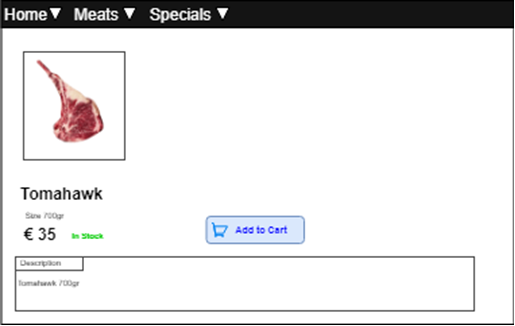 Home▼ Meats ▼ Specials ▼
Tomahawk
Size 700gr
€ 35 In Stock Add to Cart
Description
Tomahawk 700gr